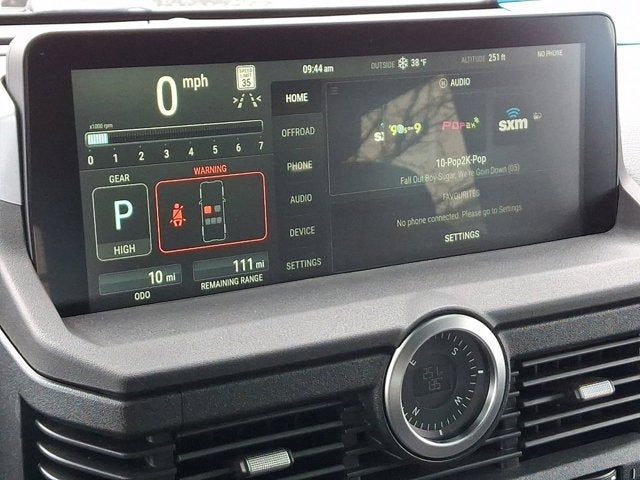 09:44 am
OUTSIDE 38 °F
ALTITUDE 251 ft
NO PHONE
0 mph
SPEED LIMIT 35
x1000 rpm
0 1 2 3 4 5 6 7
GEAR
P
HIGH
WARNING
10 mi
ODO
111 mi
REMAINING RANGE
HOME
OFFROAD
PHONE
AUDIO
DEVICE
SETTINGS
AUDIO
POP2K
sxm
10-Pop2K-Pop
Fall Out Boy-Sugar, We're Goin Down (05)
FAVOURITES
No phone connected. Please go to Settings.
SETTINGS
E S
N W
251
185